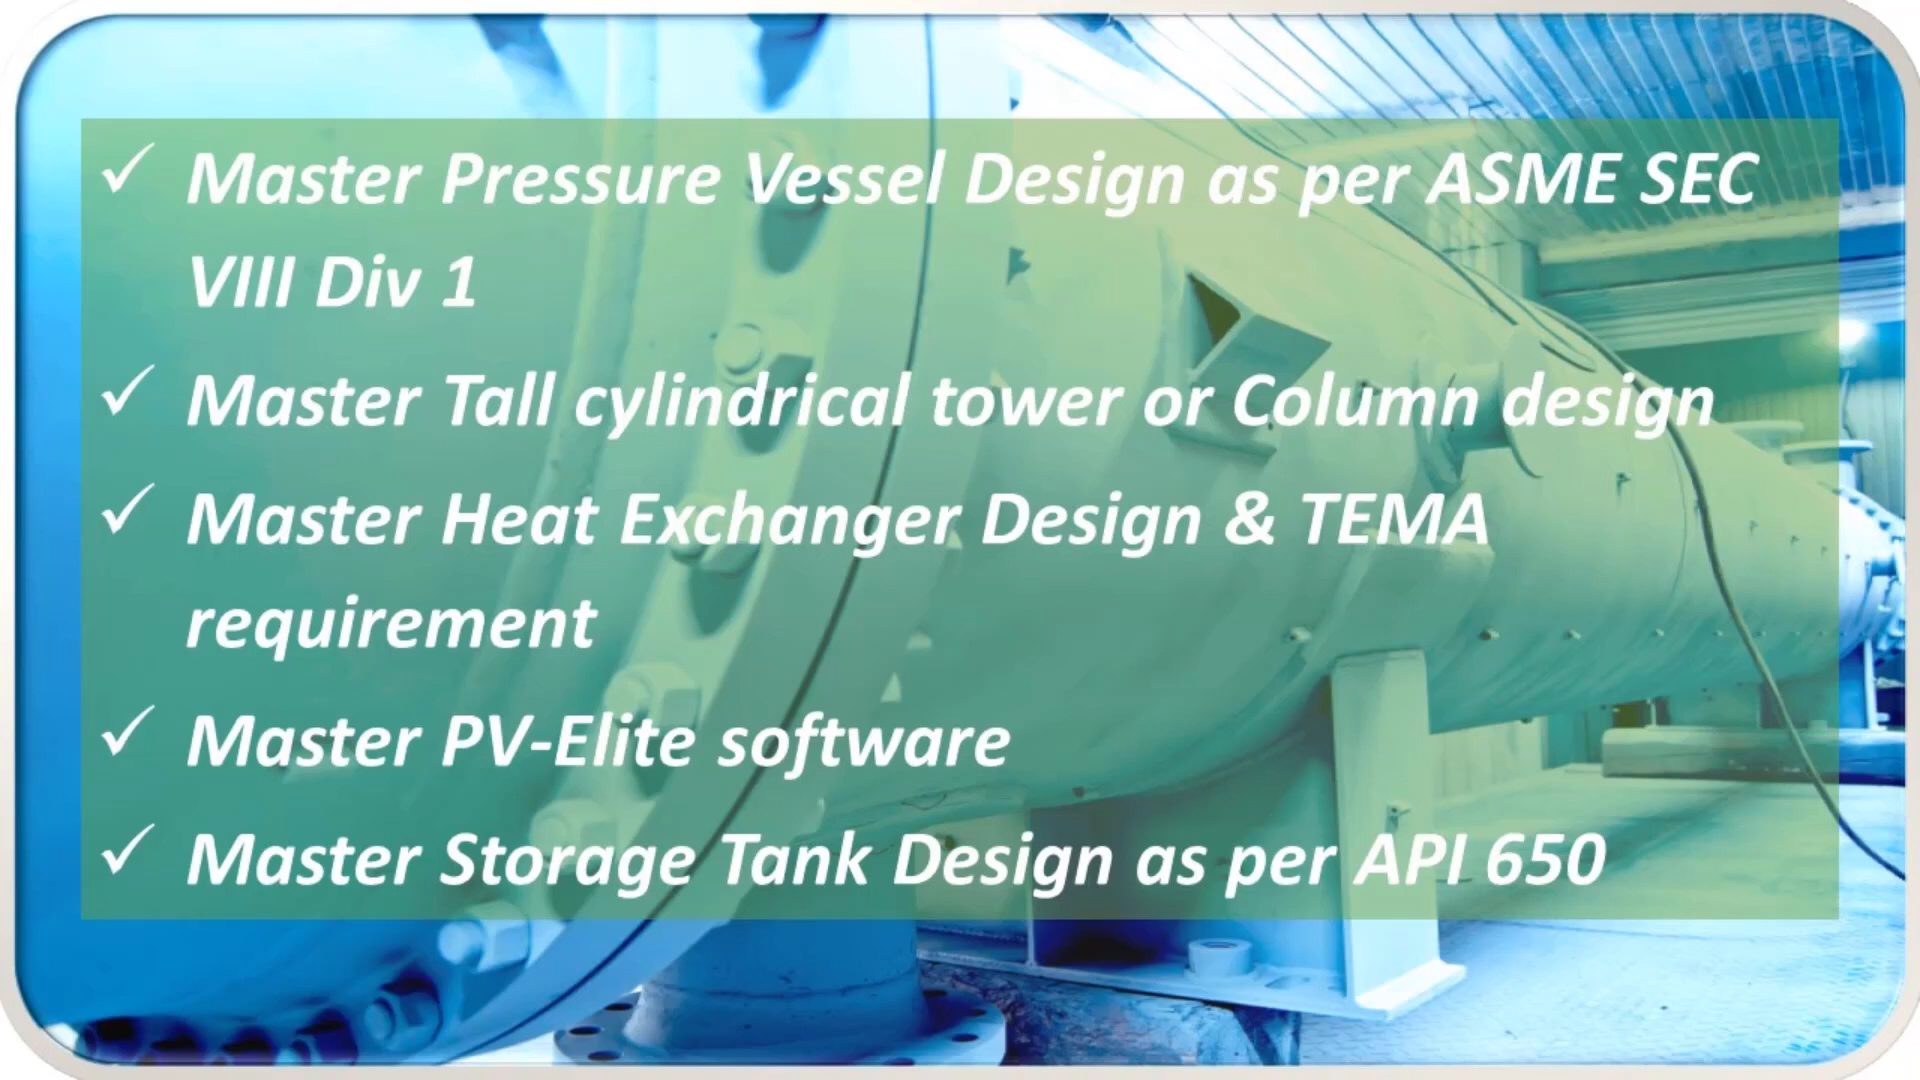 ✓ Master Pressure Vessel Design as per ASME SEC
VIII Div 1
✓ Master Tall cylindrical tower or Column design
✓ Master Heat Exchanger Design & TEMA
requirement
✓ Master PV-Elite software
✓ Master Storage Tank Design as per API 650